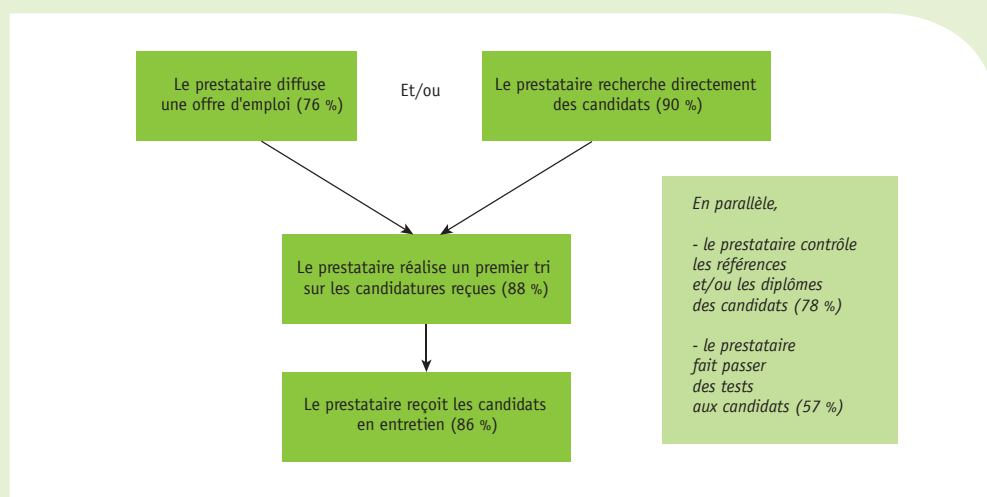 Le prestataire diffuse
une offre d'emploi (76 %)
Et/ou
Le prestataire recherche directement
des candidats (90 %)
Le prestataire réalise un premier tri
sur les candidatures reçues (88 %)
Le prestataire reçoit les candidats
en entretien (86 %)
En parallèle,
- le prestataire contrôle
les références
et/ou les diplômes
des candidats (78 %)
- le prestataire
fait passer
des tests
aux candidats (57 %)